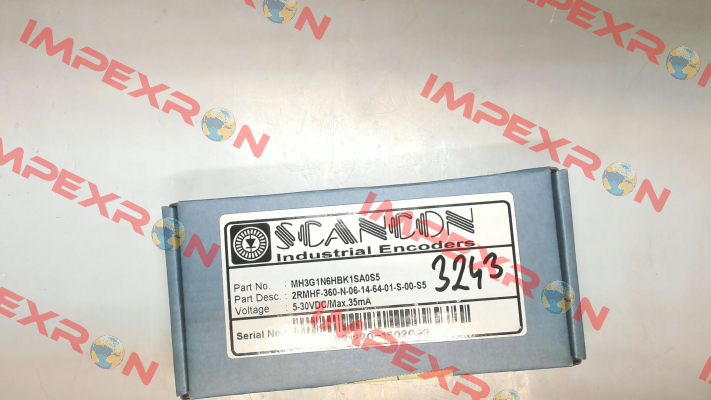 SCANCON
Industrial Encoders
Part No. : MH3G1N6HBK1SA0S5
Part Desc. : 2RMHF-360-N-06-14-64-01-S-00-S5
Voltage : 5-30VDC/Max.35mA
3243
Serial No.
IMPEXRON
IMPEXRON
IMPEXRON
IMPEXRON
IMPEXRON
IMPEXRON